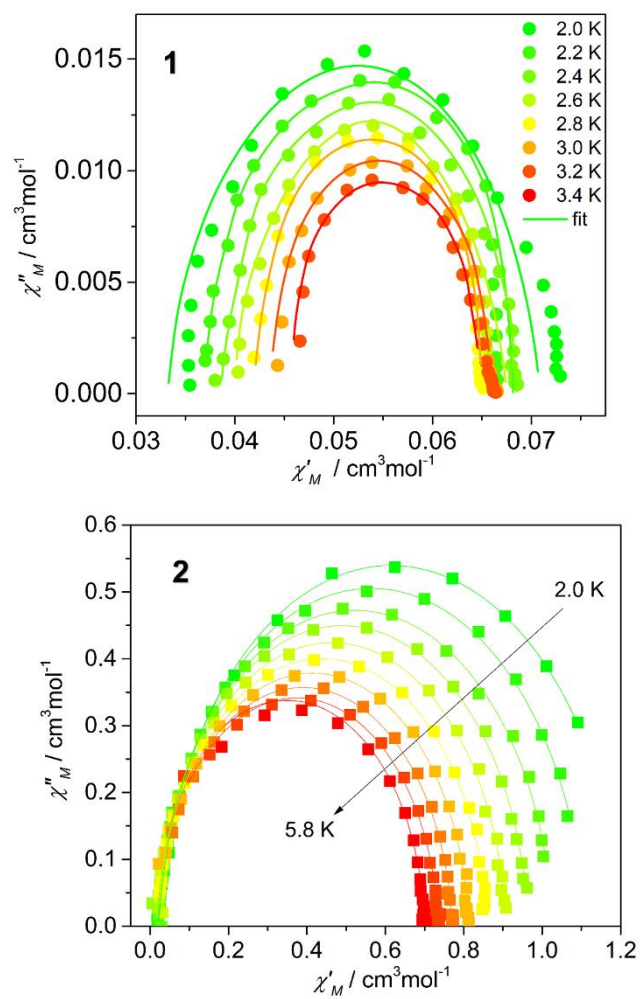 1
2.0 K
2.2 K
2.4 K
2.6 K
2.8 K
3.0 K
3.2 K
3.4 K
fit
0.015
0.010
0.005
0.000
χ″M / cm³mol⁻¹
0.03 0.04 0.05 0.06 0.07
χ′M / cm³mol⁻¹
2
2.0 K
5.8 K
0.6
0.5
0.4
0.3
0.2
0.1
0.0
χ″M / cm³mol⁻¹
0.0 0.2 0.4 0.6 0.8 1.0 1.2
χ′M / cm³mol⁻¹